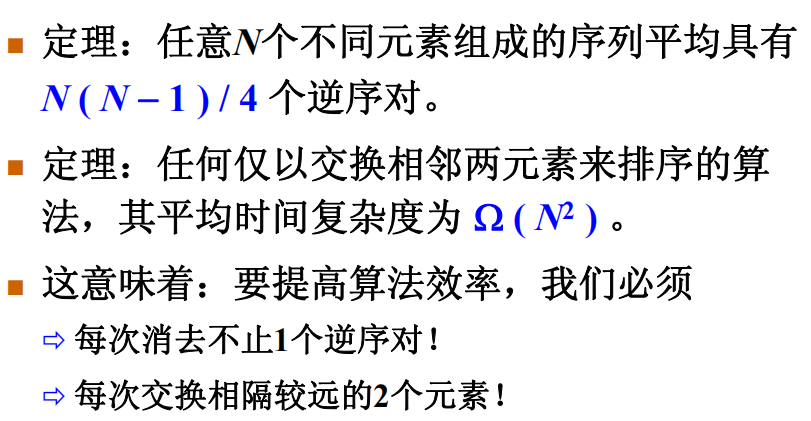 ■ 定理：任意N个不同元素组成的序列平均具有
N ( N – 1 ) / 4 个逆序对。
■ 定理：任何仅以交换相邻两元素来排序的算
法，其平均时间复杂度为 Ω ( N² ) 。
■ 这意味着：要提高算法效率，我们必须
⇨ 每次消去不止1个逆序对！
⇨ 每次交换相隔较远的2个元素！